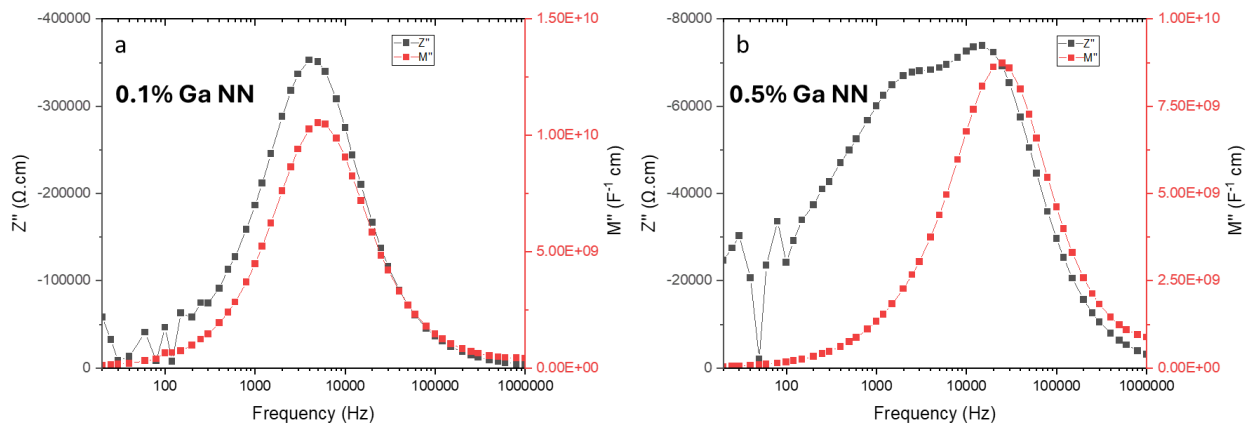 a
0.1% Ga NN
Z"
M"
-400000
-300000
-200000
-100000
0
Z" (Ω.cm)
1.50E+10
1.00E+10
5.00E+09
0.00E+00
M" (F⁻¹ cm)
100 1000 10000 100000 1000000
Frequency (Hz)
b
0.5% Ga NN
Z"
M"
-80000
-60000
-40000
-20000
0
Z" (Ω.cm)
1.00E+10
7.50E+09
5.00E+09
2.50E+09
0.00E+00
M" (F⁻¹ cm)
100 1000 10000 100000 1000000
Frequency (Hz)